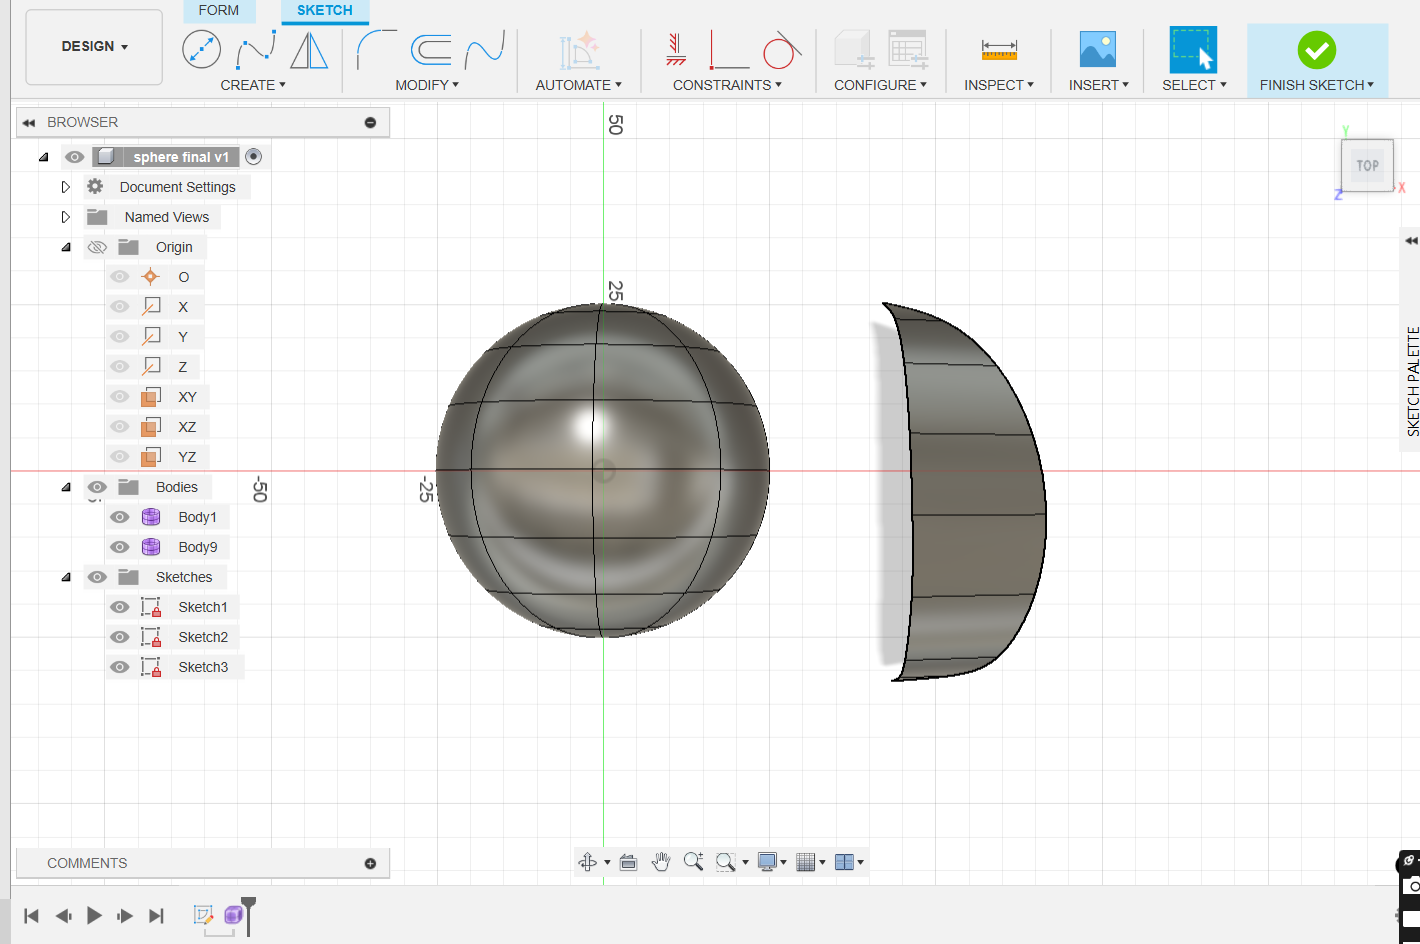 FORM
SKETCH
DESIGN
CREATE
MODIFY
AUTOMATE
CONSTRAINTS
CONFIGURE
INSPECT
INSERT
SELECT
FINISH SKETCH
BROWSER
sphere final v1
Document Settings
Named Views
Origin
O
X
Y
Z
XY
XZ
YZ
Bodies
Body1
Body9
Sketches
Sketch1
Sketch2
Sketch3
50
25
-25
-50
Y
TOP
X
Z
SKETCH PALETTE
COMMENTS